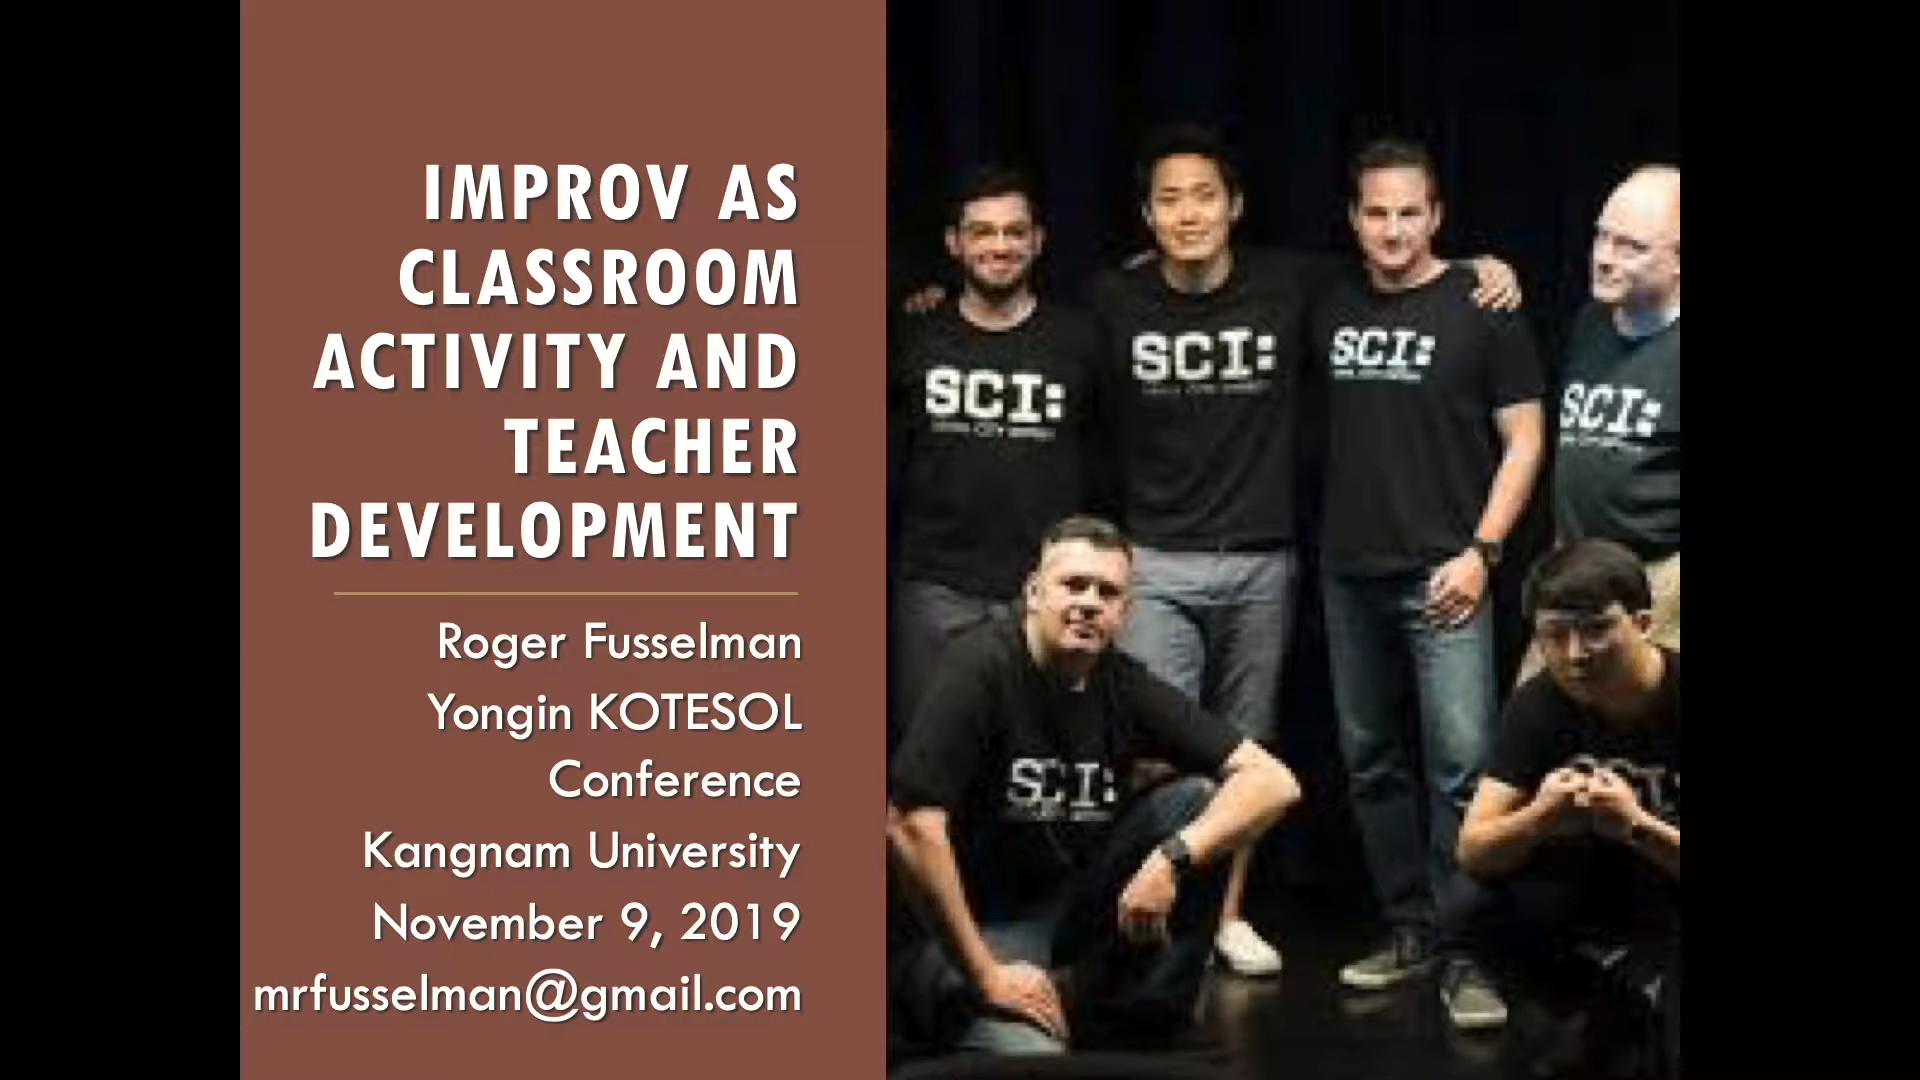 IMPROV AS
CLASSROOM
ACTIVITY AND
TEACHER
DEVELOPMENT
Roger Fusselman
Yongin KOTESOL
Conference
Kangnam University
November 9, 2019
mrfusselman@gmail.com
SCI:
SCI:
SCI:
SCI:
SCI: